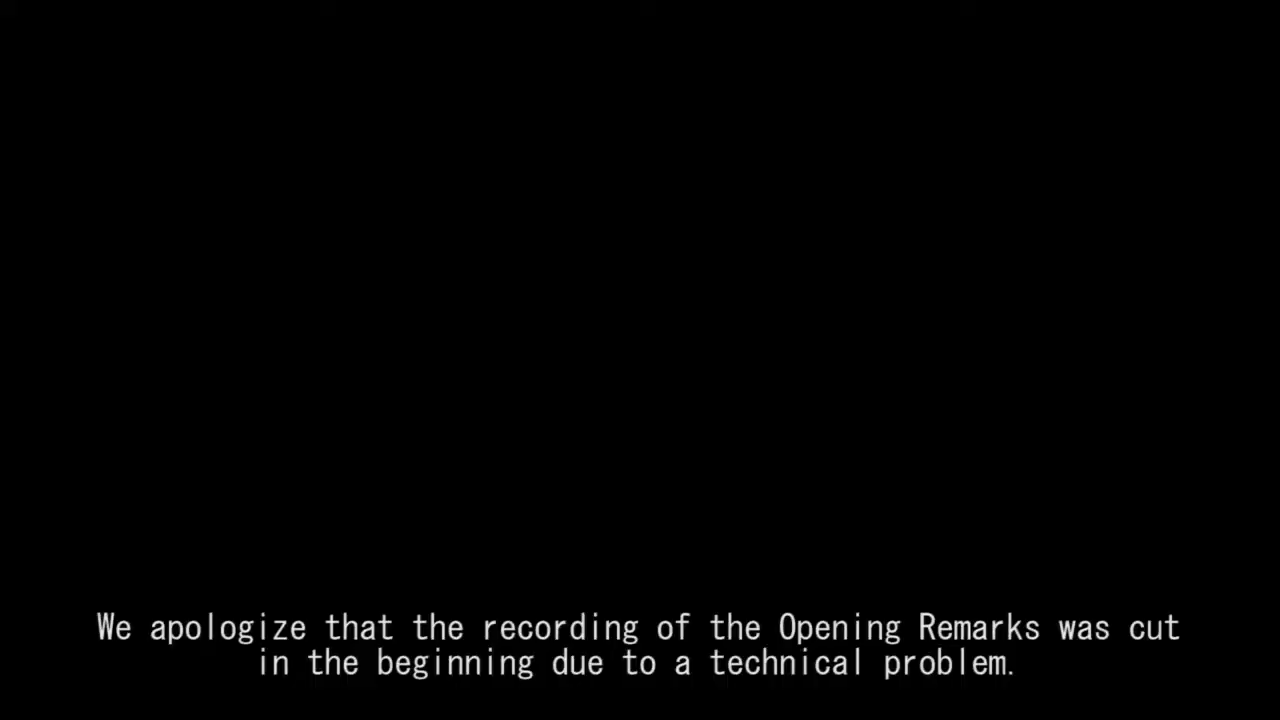 We apologize that the recording of the Opening Remarks was cut
in the beginning due to a technical problem.